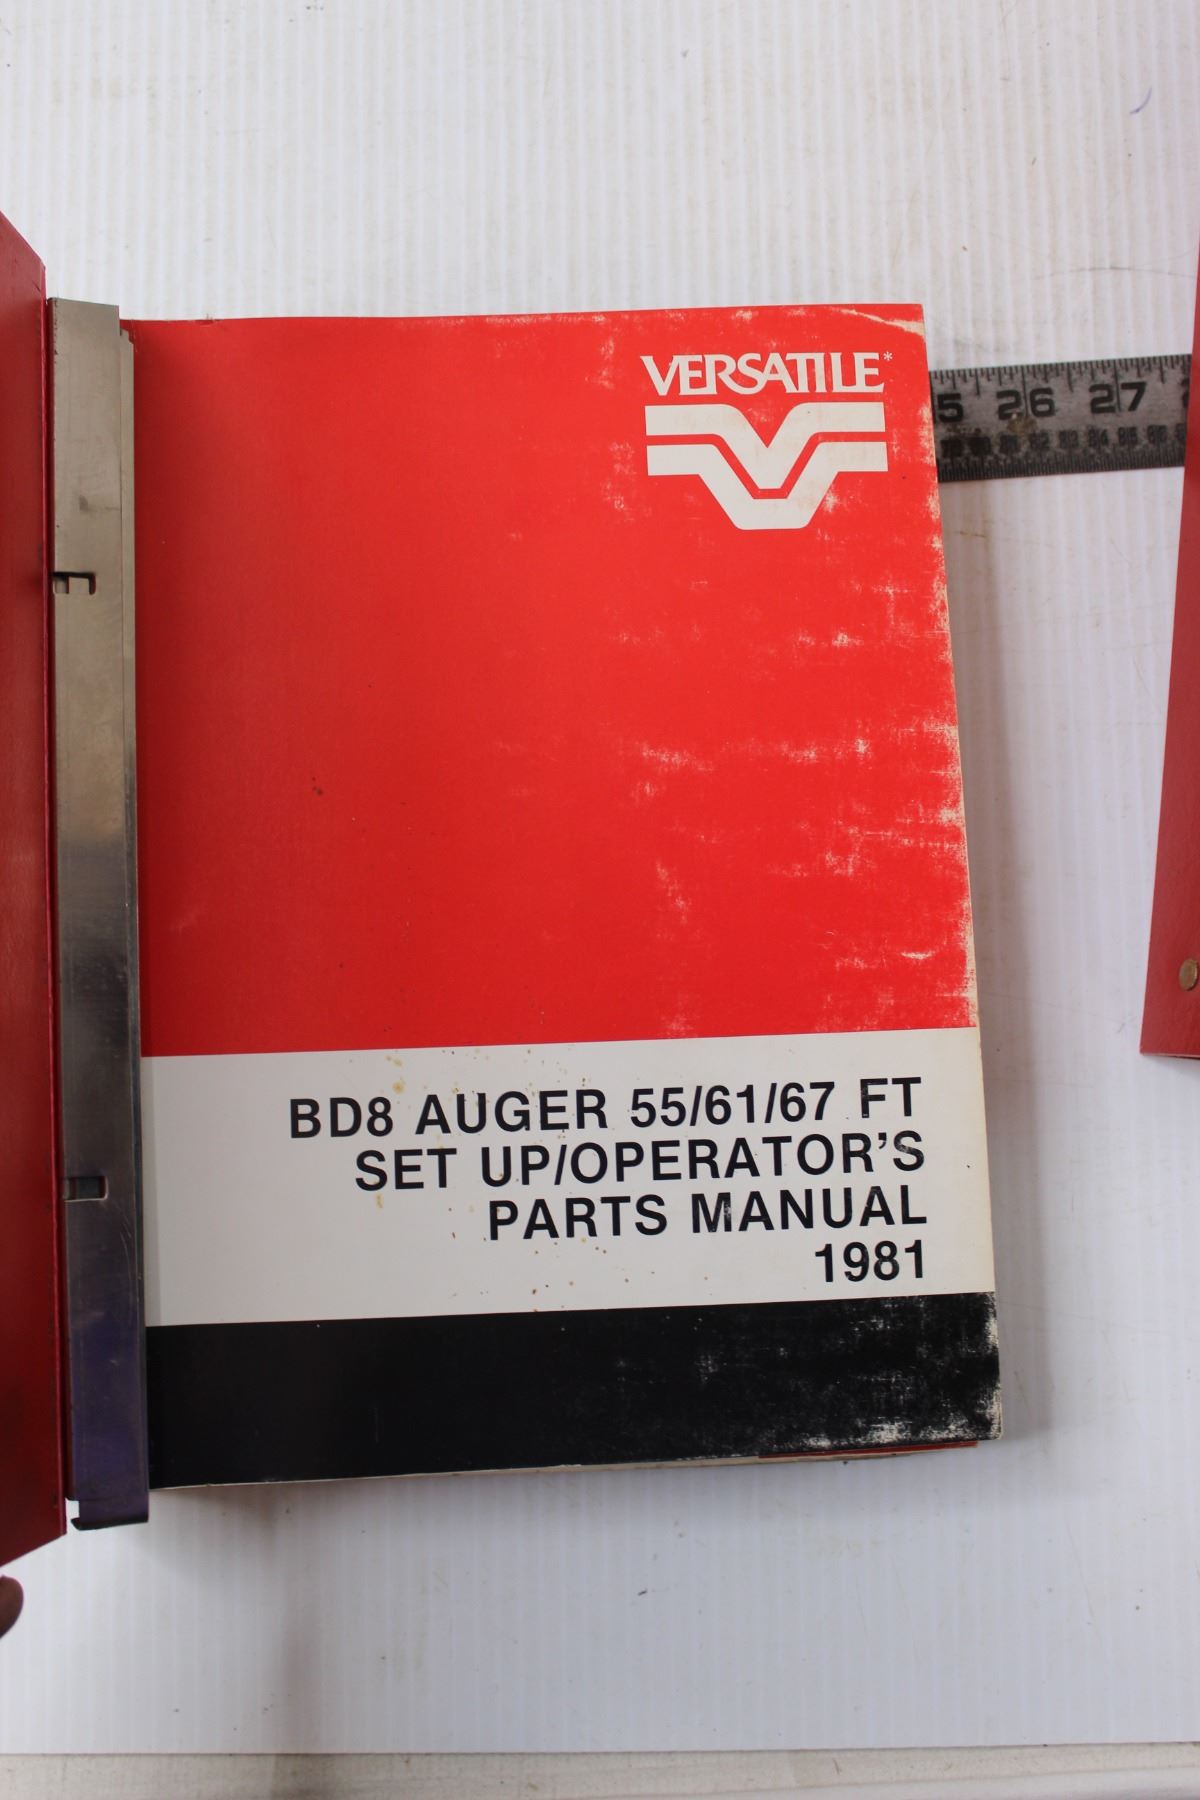 VERSATILE*
5 26 27
BD8 AUGER 55/61/67 FT
SET UP/OPERATOR'S
PARTS MANUAL
1981